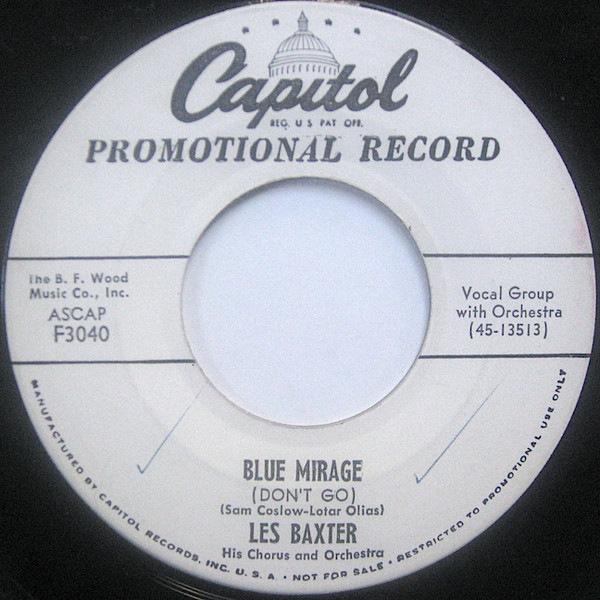 Capitol
REG. U S PAT OFF.
PROMOTIONAL RECORD
The B. F. Wood
Music Co., Inc.
ASCAP
F3040
Vocal Group
with Orchestra
(45-13513)
BLUE MIRAGE
(DON'T GO)
(Sam Coslow-Lotar Olias)
LES BAXTER
His Chorus and Orchestra
MANUFACTURED BY CAPITOL RECORDS, INC. U. S. A. • NOT FOR SALE • RESTRICTED TO PROMOTIONAL USE ONLY